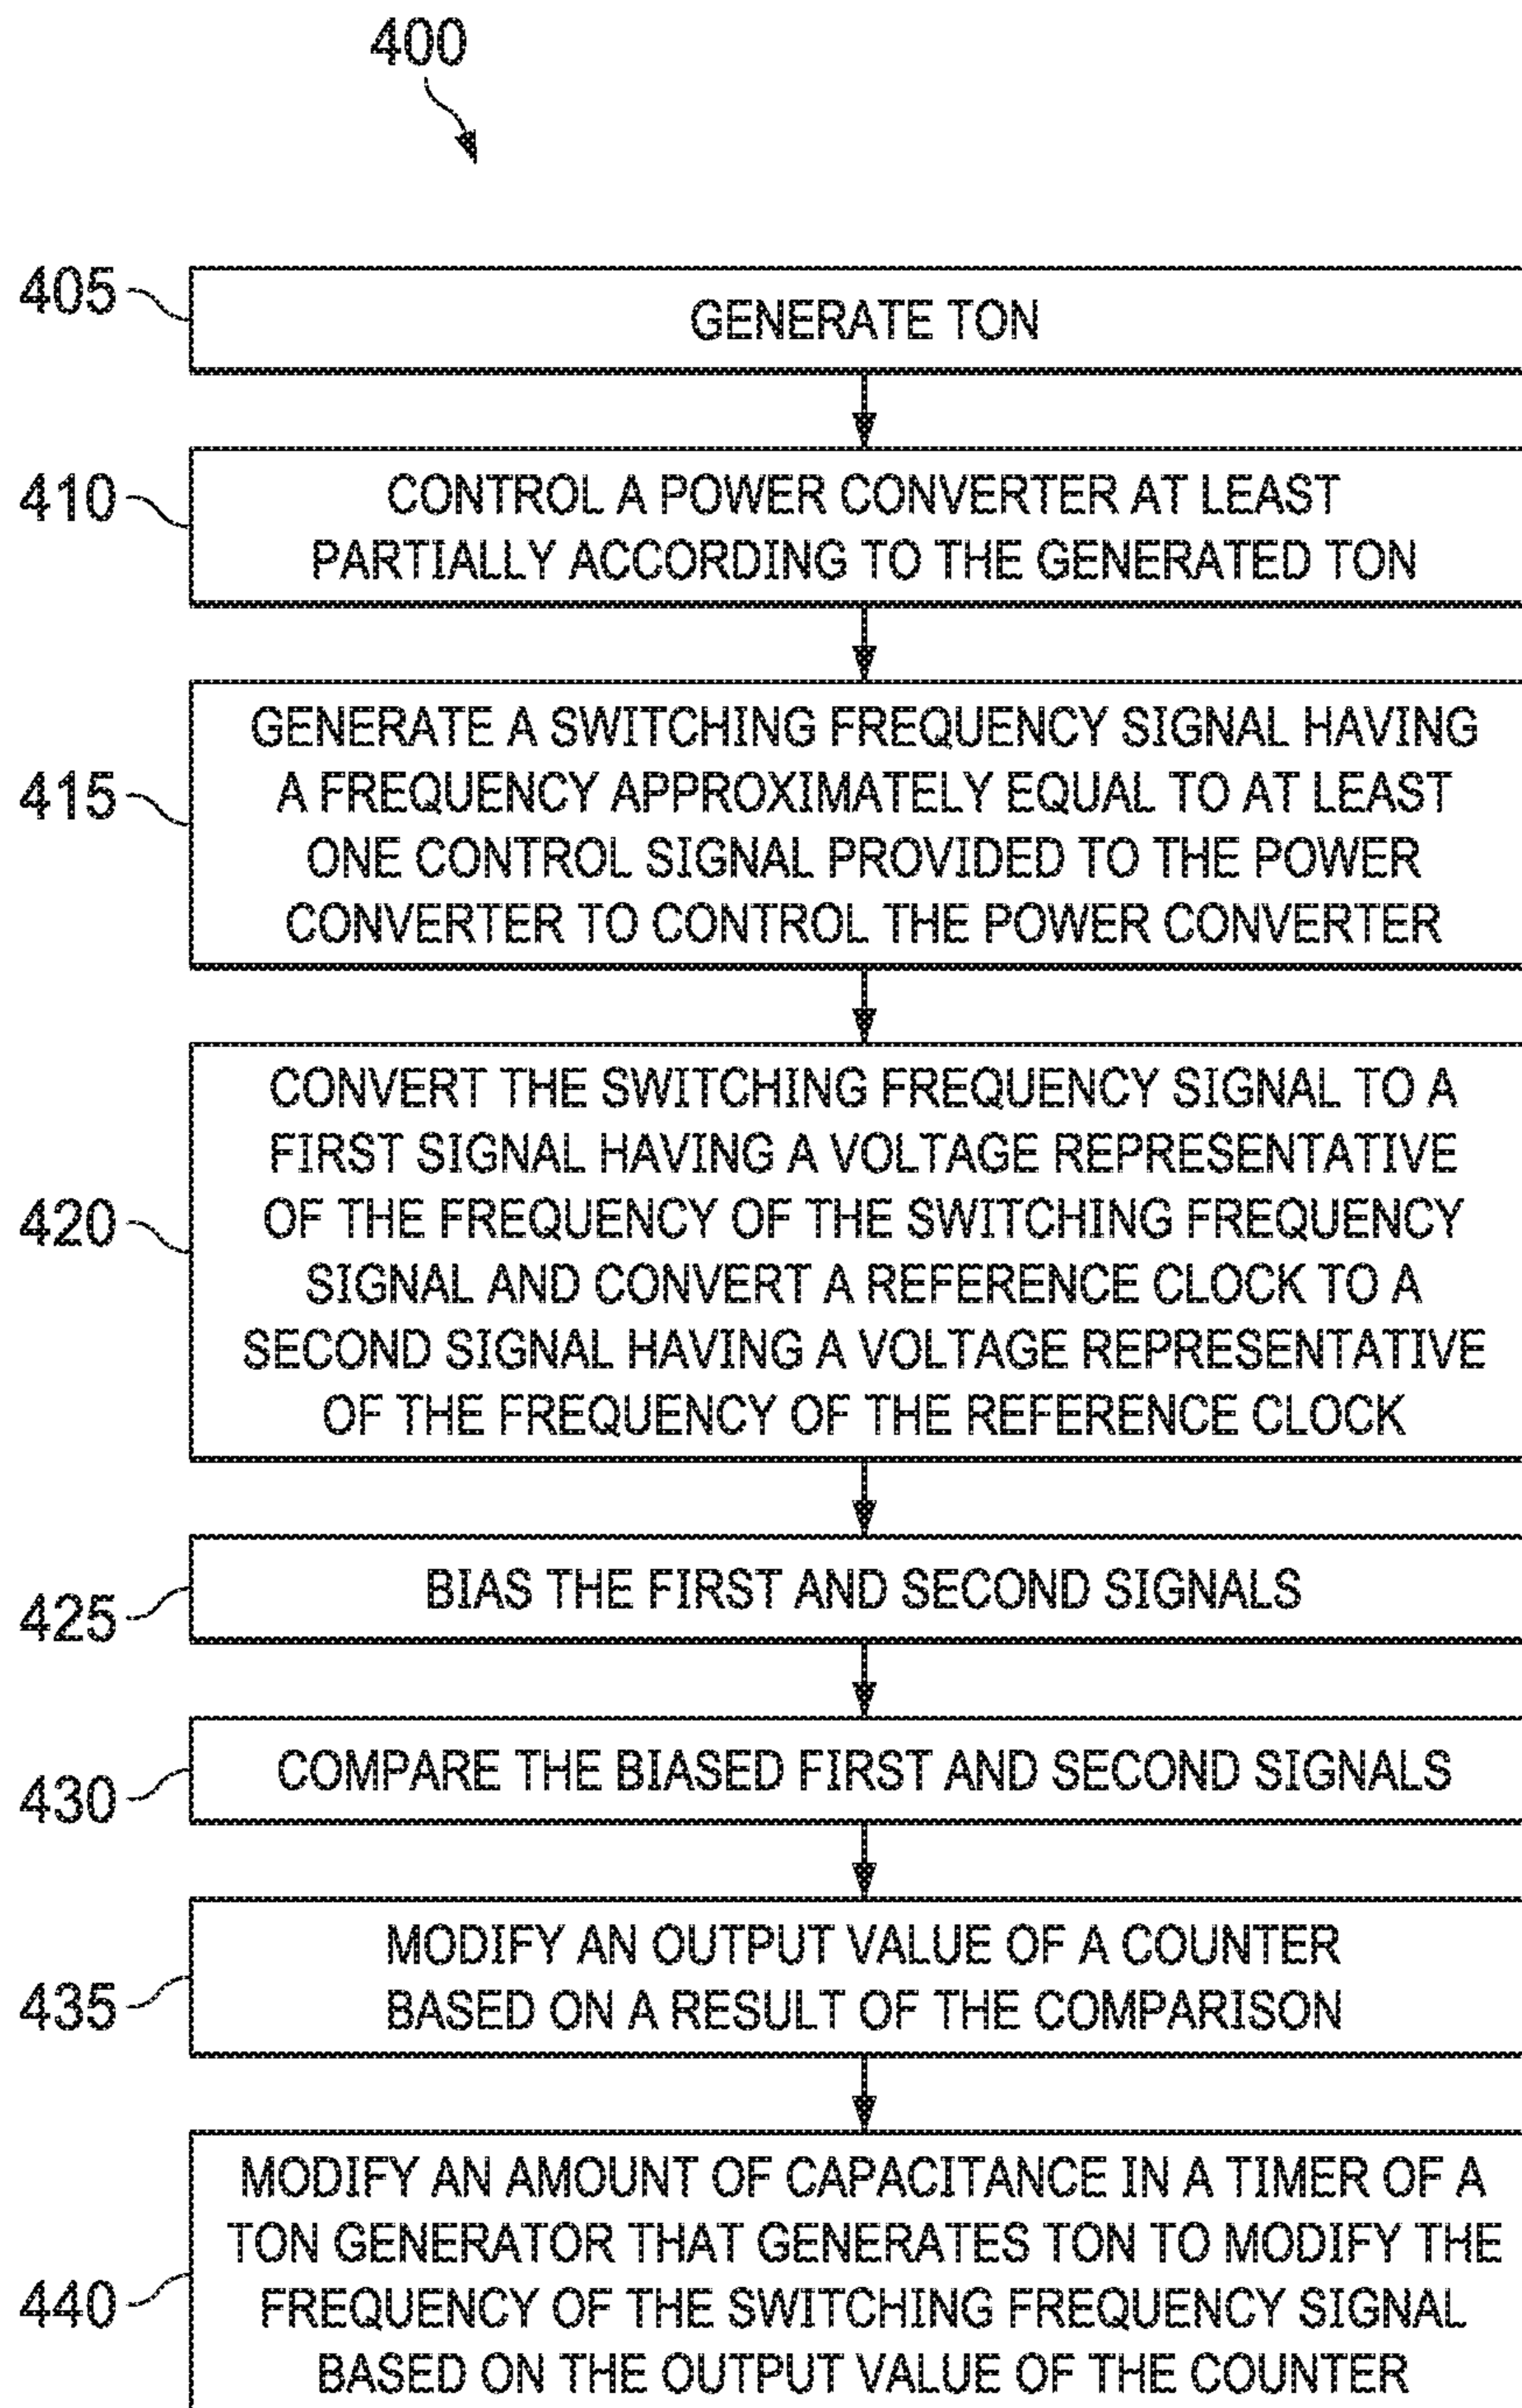 400
405
GENERATE TON
410
CONTROL A POWER CONVERTER AT LEAST
PARTIALLY ACCORDING TO THE GENERATED TON
415
GENERATE A SWITCHING FREQUENCY SIGNAL HAVING
A FREQUENCY APPROXIMATELY EQUAL TO AT LEAST
ONE CONTROL SIGNAL PROVIDED TO THE POWER
CONVERTER TO CONTROL THE POWER CONVERTER
420
CONVERT THE SWITCHING FREQUENCY SIGNAL TO A
FIRST SIGNAL HAVING A VOLTAGE REPRESENTATIVE
OF THE FREQUENCY OF THE SWITCHING FREQUENCY
SIGNAL AND CONVERT A REFERENCE CLOCK TO A
SECOND SIGNAL HAVING A VOLTAGE REPRESENTATIVE
OF THE FREQUENCY OF THE REFERENCE CLOCK
425
BIAS THE FIRST AND SECOND SIGNALS
430
COMPARE THE BIASED FIRST AND SECOND SIGNALS
435
MODIFY AN OUTPUT VALUE OF A COUNTER
BASED ON A RESULT OF THE COMPARISON
440
MODIFY AN AMOUNT OF CAPACITANCE IN A TIMER OF A
TON GENERATOR THAT GENERATES TON TO MODIFY THE
FREQUENCY OF THE SWITCHING FREQUENCY SIGNAL
BASED ON THE OUTPUT VALUE OF THE COUNTER